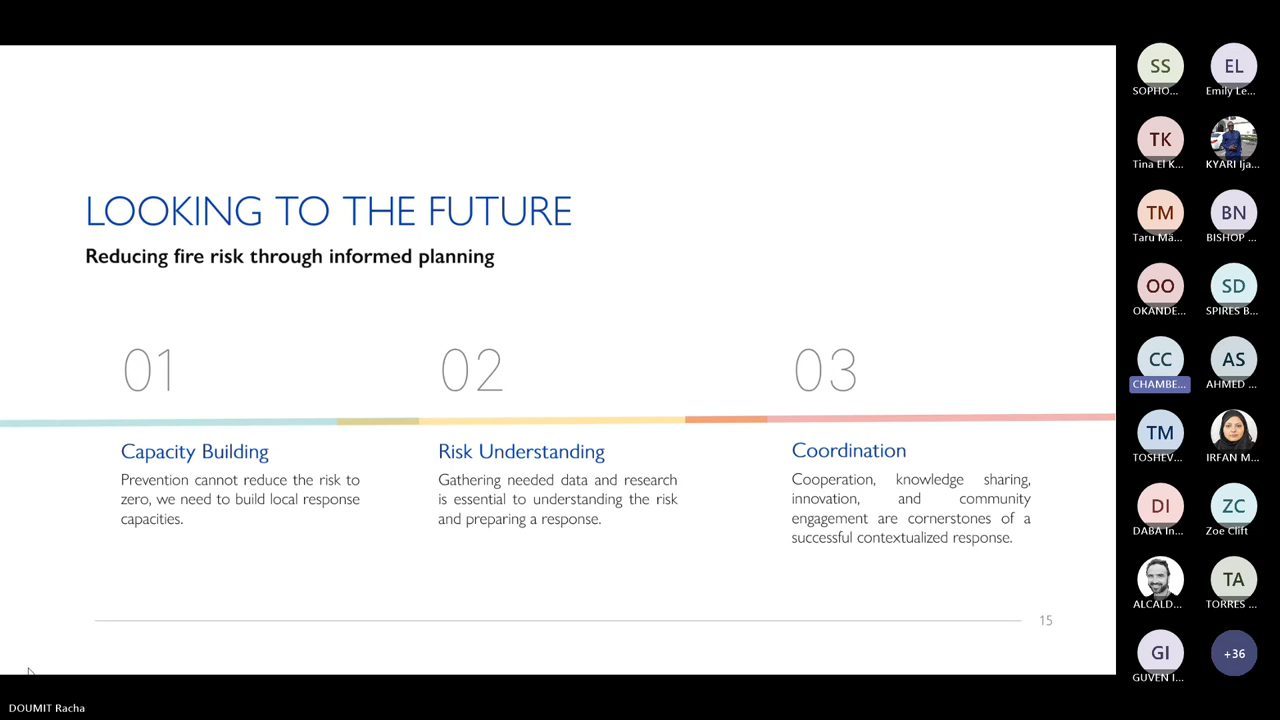 LOOKING TO THE FUTURE
Reducing fire risk through informed planning
01
Capacity Building
Prevention cannot reduce the risk to
zero, we need to build local response
capacities.
02
Risk Understanding
Gathering needed data and research
is essential to understanding the risk
and preparing a response.
03
Coordination
Cooperation, knowledge sharing,
innovation, and community
engagement are cornerstones of a
successful contextualized response.
15
SS
SOPHO...
EL
Emily Le...
TK
Tina El K...
KYARI Ija...
TM
Taru Mä...
BN
BISHOP ...
OO
OKANDE...
SD
SPIRES B...
CC
CHAMBE...
AS
AHMED ...
TM
TOSHEV...
IRFAN M...
DI
DABA In...
ZC
Zoe Clift
ALCALD...
TA
TORRES ...
GI
GUVEN I...
+36
DOUMIT Racha